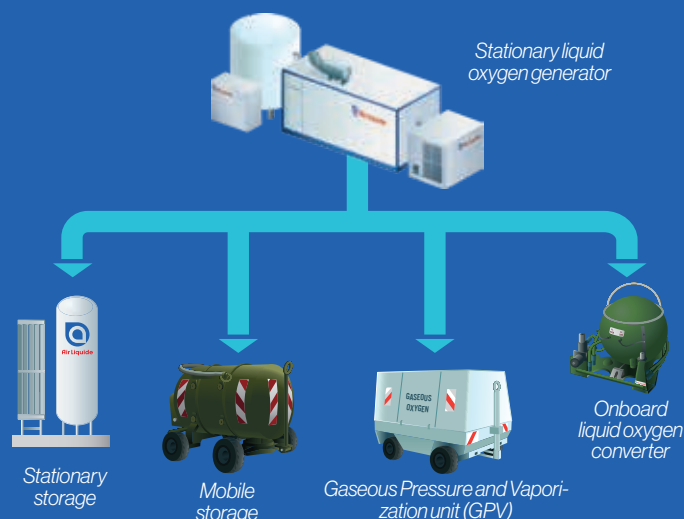 Stationary liquid
oxygen generator
Air Liquide
GASEOUS
OXYGEN
Stationary
storage
Mobile
storage
Gaseous Pressure and Vapori-
zation unit (GPV)
Onboard
liquid oxygen
converter